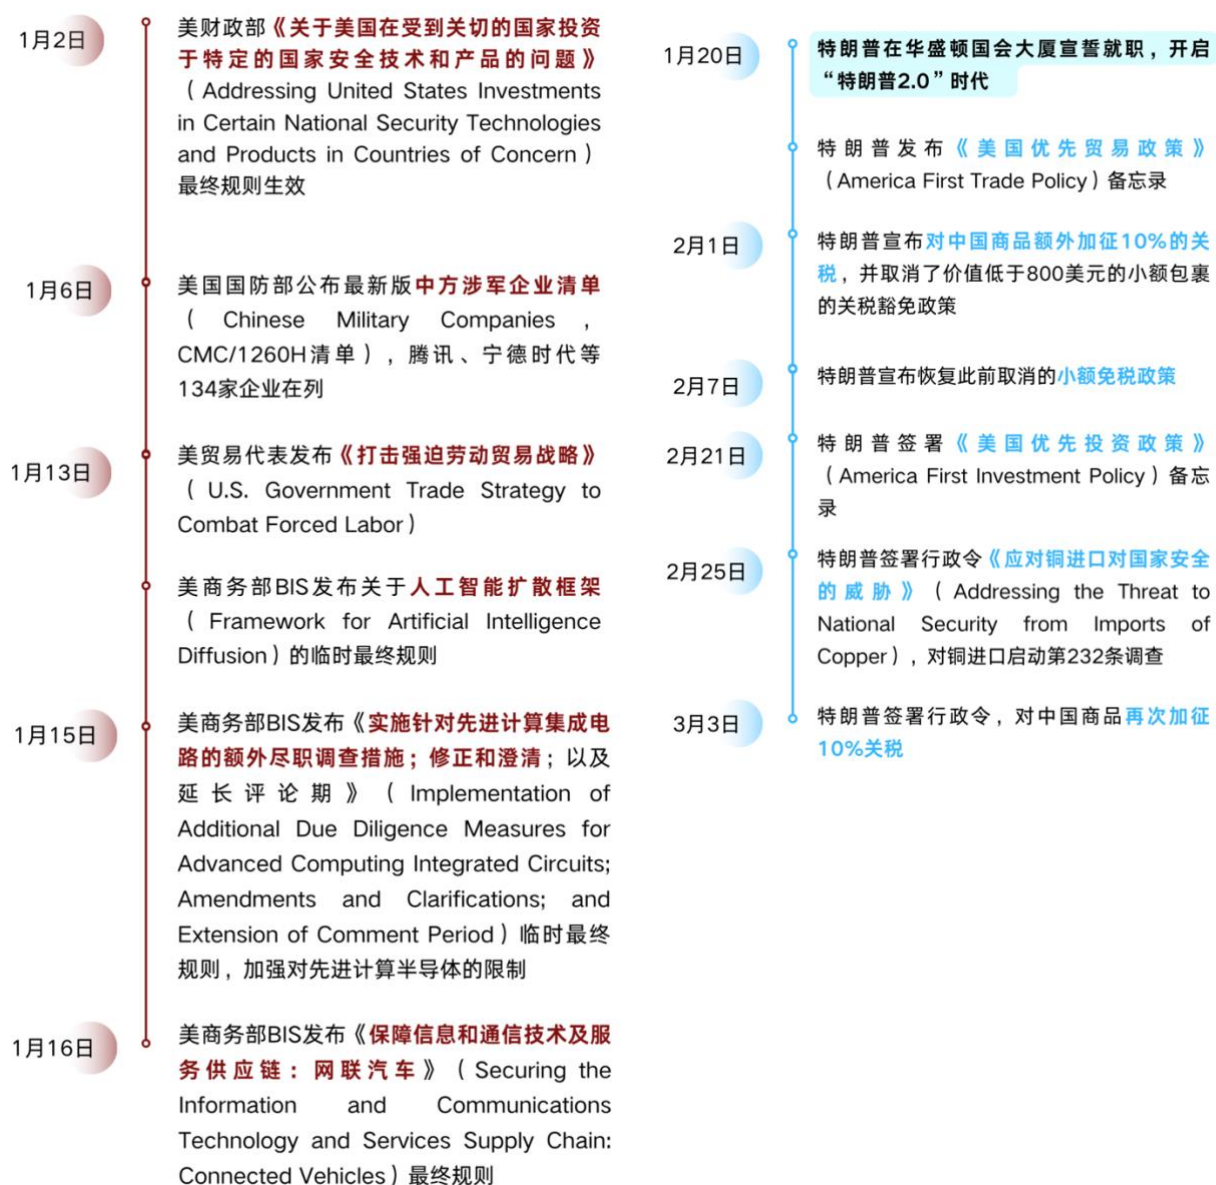 1月2日
美财政部《关于美国在受到关切的国家投资
于特定的国家安全技术和产品的问题》
（Addressing United States Investments
in Certain National Security Technologies
and Products in Countries of Concern）
最终规则生效
1月6日
美国国防部公布最新版中方涉军企业清单
（ Chinese Military Companies ，
CMC/1260H清单），腾讯、宁德时代等
134家企业在列
1月13日
美贸易代表发布《打击强迫劳动贸易战略》
（ U.S. Government Trade Strategy to
Combat Forced Labor）
美商务部BIS发布关于人工智能扩散框架
（ Framework for Artificial Intelligence
Diffusion）的临时最终规则
1月15日
美商务部BIS发布《实施针对先进计算集成电
路的额外尽职调查措施；修正和澄清；以及
延长评论期》（ Implementation of
Additional Due Diligence Measures for
Advanced Computing Integrated Circuits;
Amendments and Clarifications; and
Extension of Comment Period）临时最终
规则，加强对先进计算半导体的限制
1月16日
美商务部BIS发布《保障信息和通信技术及服
务供应链：网联汽车》（Securing the
Information and Communications
Technology and Services Supply Chain:
Connected Vehicles）最终规则
1月20日
特朗普在华盛顿国会大厦宣誓就职，开启
“特朗普2.0”时代
特朗普发布《美国优先贸易政策》
（America First Trade Policy）备忘录
2月1日
特朗普宣布对中国商品额外加征10%的关
税，并取消了价值低于800美元的小额包裹
的关税豁免政策
2月7日
特朗普宣布恢复此前取消的小额免税政策
2月21日
特朗普签署《美国优先投资政策》
（America First Investment Policy）备忘
录
2月25日
特朗普签署行政令《应对铜进口对国家安全
的威胁》（Addressing the Threat to
National Security from Imports of
Copper），对铜进口启动第232条调查
3月3日
特朗普签署行政令，对中国商品再次加征
10%关税